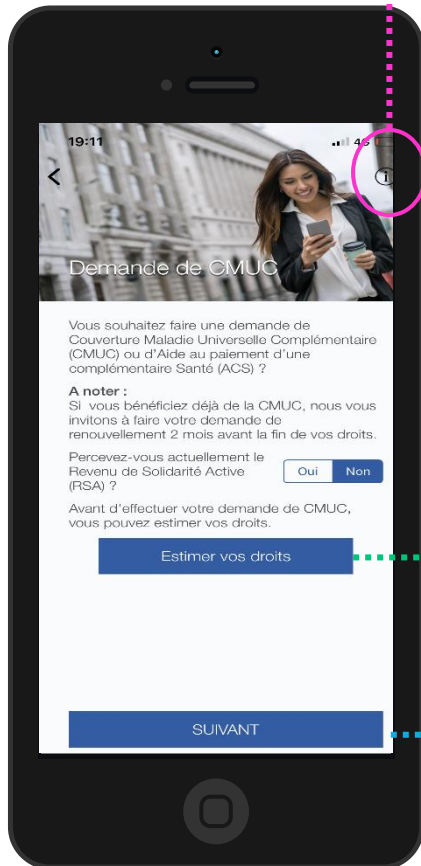 19:11
4G
Demande de CMUC
Vous souhaitez faire une demande de
Couverture Maladie Universelle Complémentaire
(CMUC) ou d'Aide au paiement d'une
complémentaire Santé (ACS) ?
A noter :
Si vous bénéficiez déjà de la CMUC, nous vous
invitons à faire votre demande de
renouvellement 2 mois avant la fin de vos droits.
Percevez-vous actuellement le
Revenu de Solidarité Active
(RSA) ?
Oui Non
Avant d'effectuer votre demande de CMUC,
vous pouvez estimer vos droits.
Estimer vos droits
SUIVANT